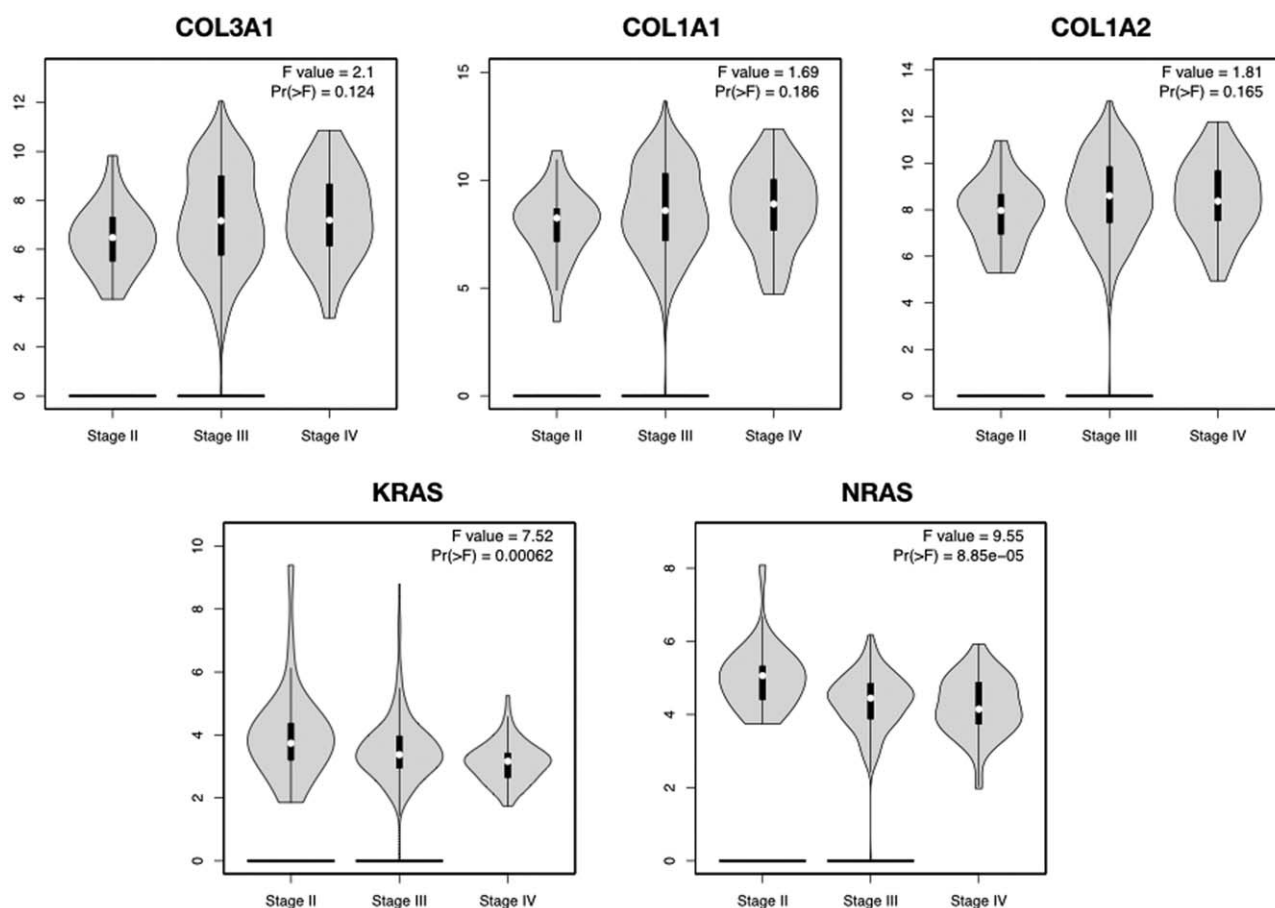 COL3A1
F value = 2.1
Pr(>F) = 0.124
12
10
8
6
4
2
0
Stage II
Stage III
Stage IV
COL1A1
F value = 1.69
Pr(>F) = 0.186
15
10
5
0
Stage II
Stage III
Stage IV
COL1A2
F value = 1.81
Pr(>F) = 0.165
14
12
10
8
6
4
2
0
Stage II
Stage III
Stage IV
KRAS
F value = 7.52
Pr(>F) = 0.00062
10
8
6
4
2
0
Stage II
Stage III
Stage IV
NRAS
F value = 9.55
Pr(>F) = 8.85e−05
8
6
4
2
0
Stage II
Stage III
Stage IV